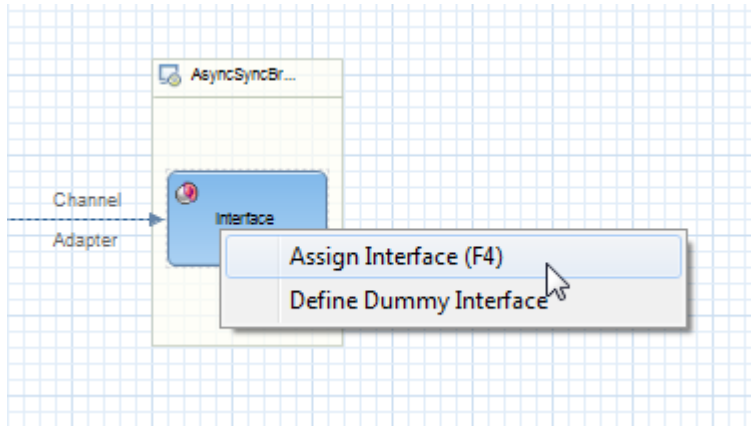 AsyncSyncBr...
Channel
Interface
Adapter
Assign Interface (F4)
Define Dummy Interface